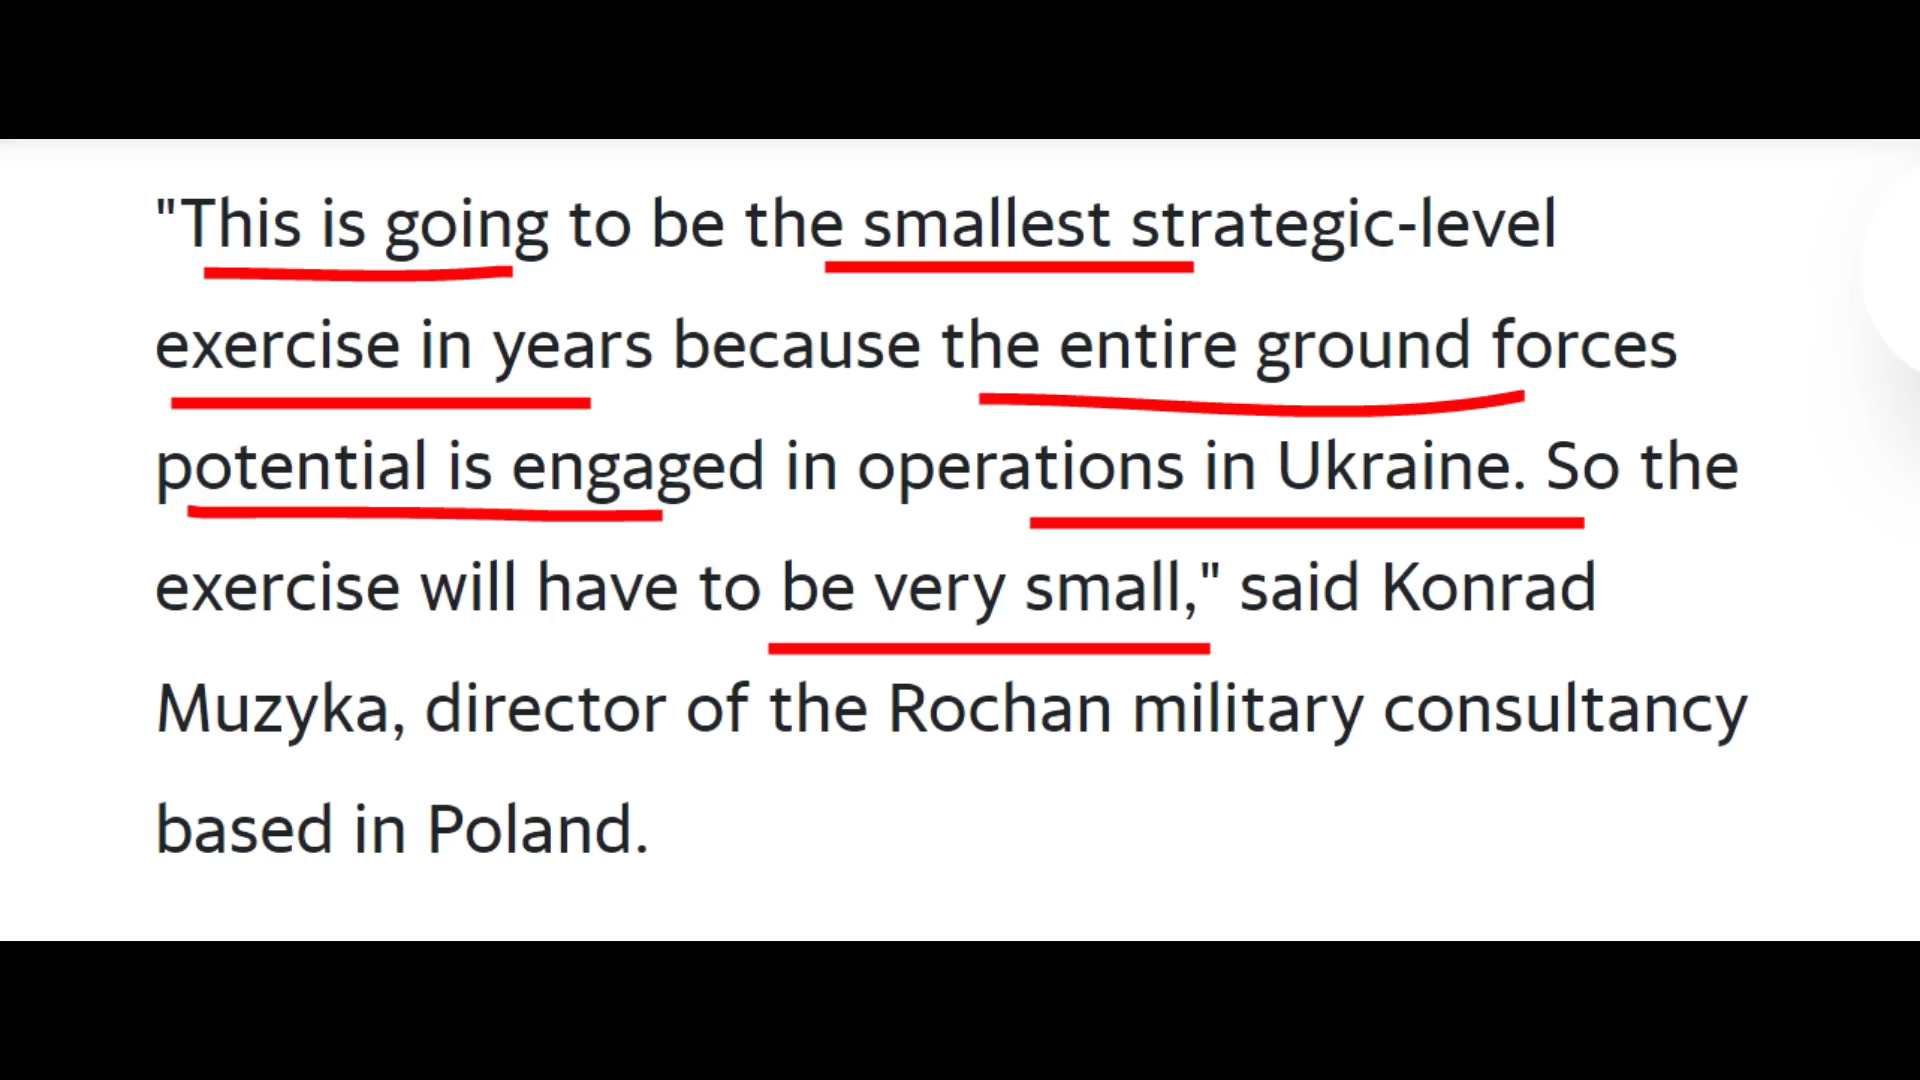 "This is going to be the smallest strategic-level
exercise in years because the entire ground forces
potential is engaged in operations in Ukraine. So the
exercise will have to be very small," said Konrad
Muzyka, director of the Rochan military consultancy
based in Poland.